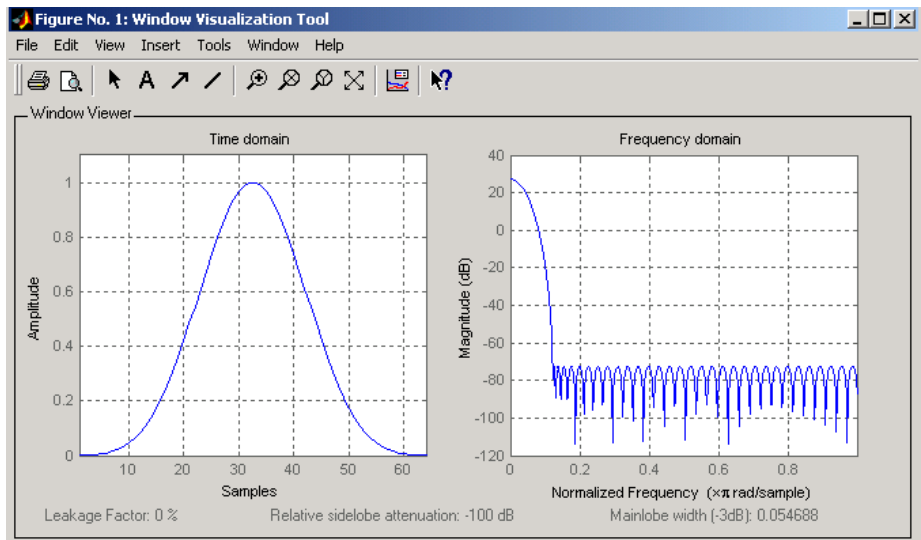 Figure No. 1: Window Visualization Tool
File Edit View Insert Tools Window Help
A
Window Viewer
Time domain
Frequency domain
1
0.8
0.6
0.4
0.2
0
10 20 30 40 50 60
Amplitude
Samples
40
20
0
-20
-40
-60
-80
-100
-120
0 0.2 0.4 0.6 0.8
Magnitude (dB)
Normalized Frequency (×π rad/sample)
Leakage Factor: 0 %
Relative sidelobe attenuation: -100 dB
Mainlobe width (-3dB): 0.054688